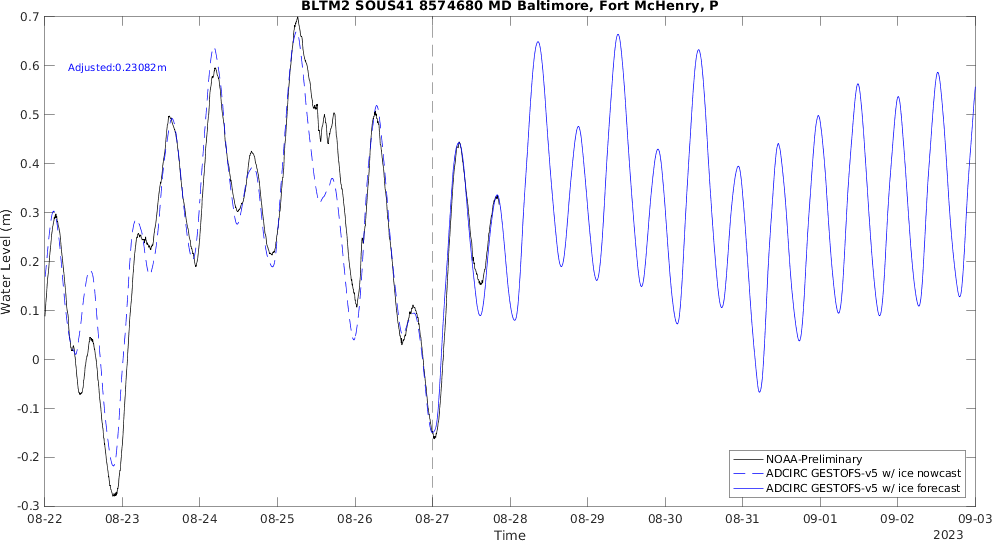 BLTM2 SOUS41 8574680 MD Baltimore, Fort McHenry, P
Adjusted:0.23082m
Water Level (m)
0.7
0.6
0.5
0.4
0.3
0.2
0.1
0
-0.1
-0.2
-0.3
NOAA-Preliminary
ADCIRC GESTOFS-v5 w/ ice nowcast
ADCIRC GESTOFS-v5 w/ ice forecast
08-22 08-23 08-24 08-25 08-26 08-27 08-28 08-29 08-30 08-31 09-01 09-02 09-03
Time
2023